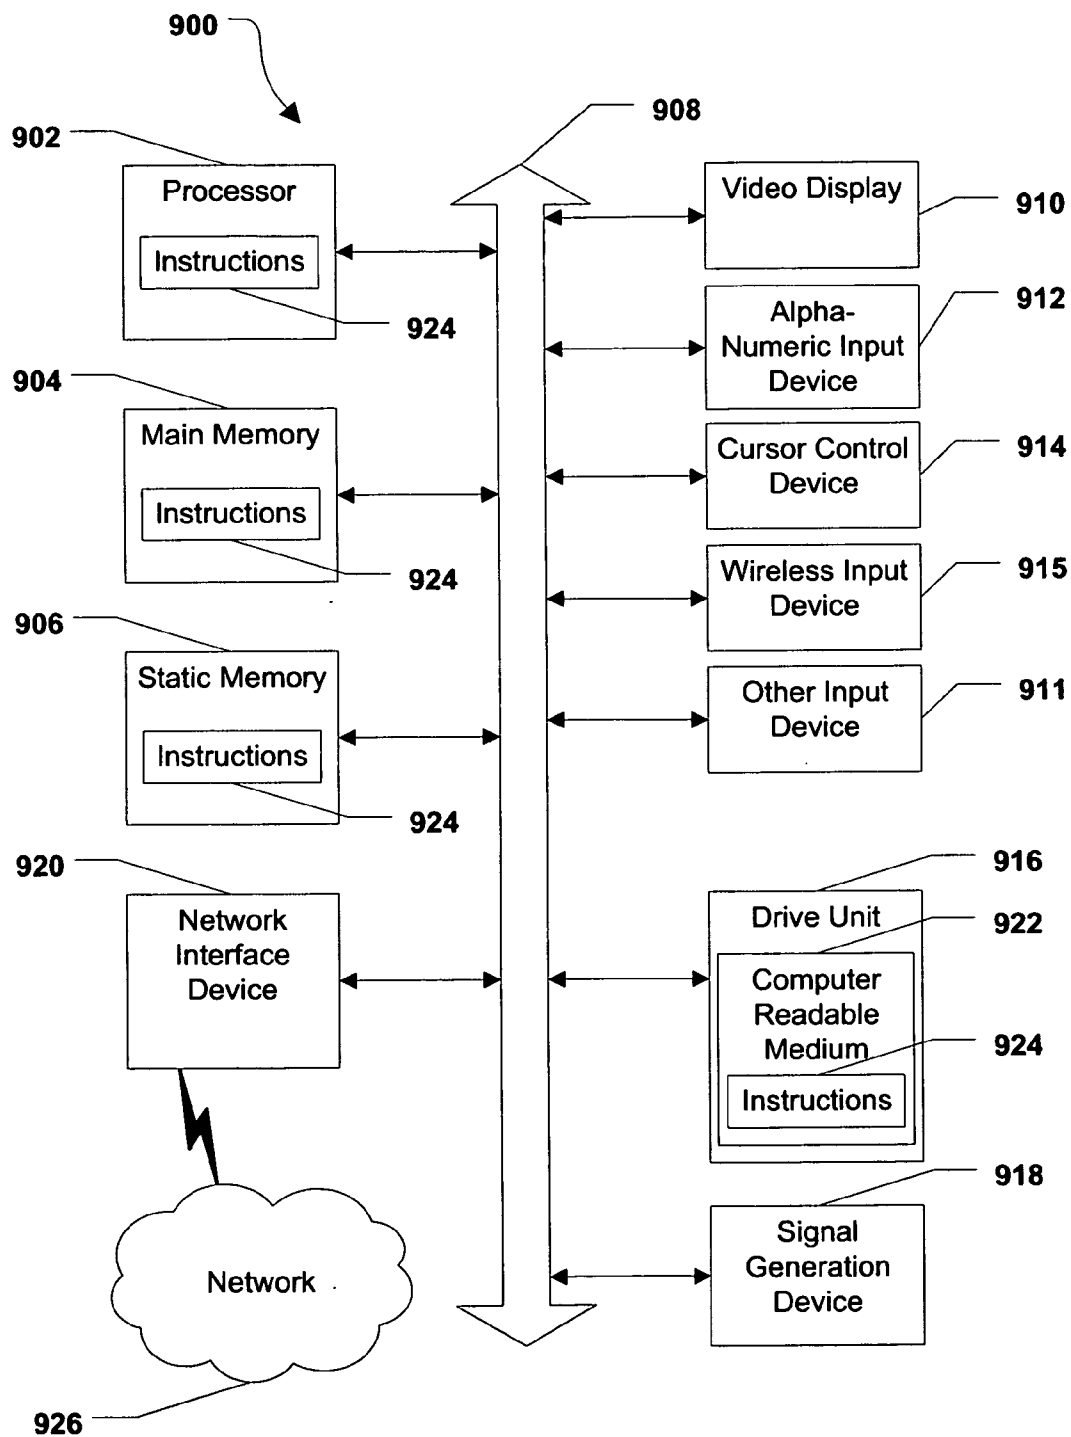 900
908
902
Processor
Instructions
924
904
Main Memory
Instructions
924
906
Static Memory
Instructions
924
920
Network
Interface
Device
Network
926
Video Display
910
Alpha-
Numeric Input
Device
912
Cursor Control
Device
914
Wireless Input
Device
915
Other Input
Device
911
916
Drive Unit
922
Computer
Readable
Medium
924
Instructions
918
Signal
Generation
Device